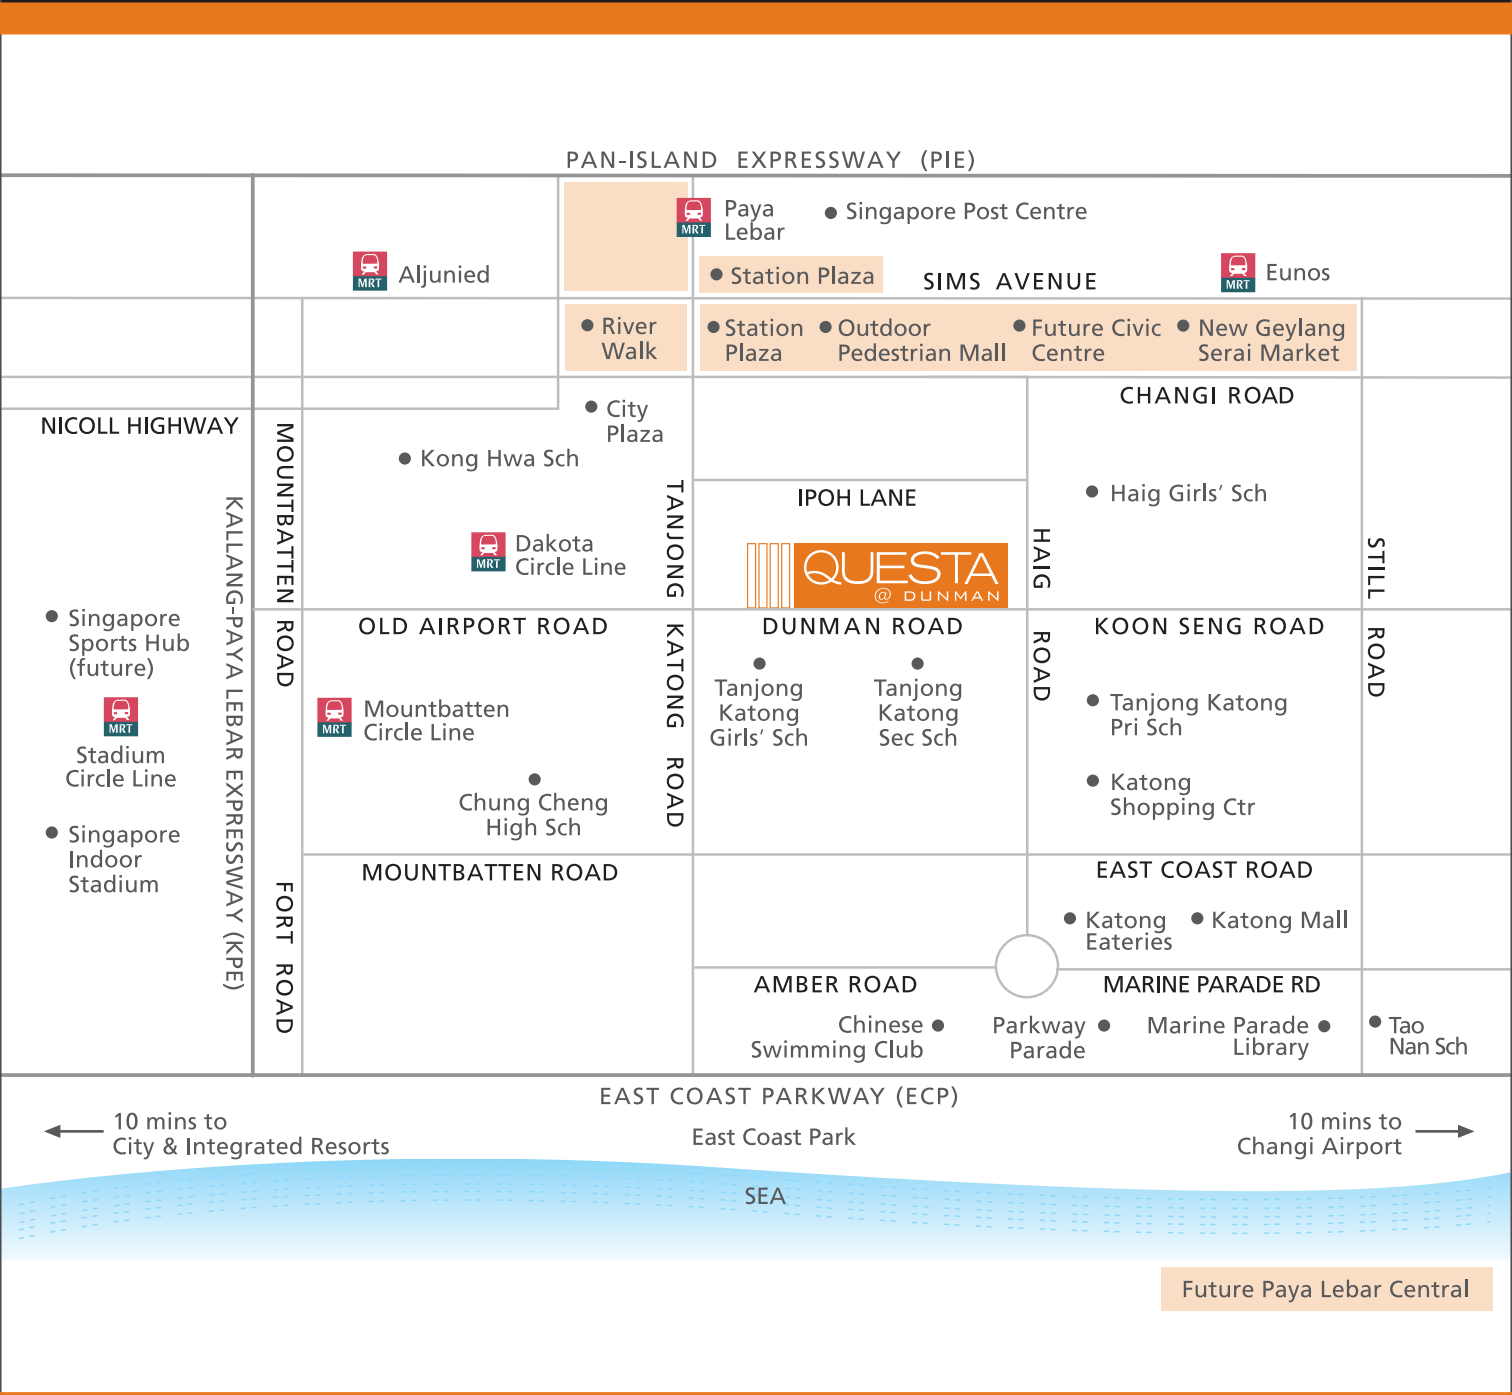 PAN-ISLAND EXPRESSWAY (PIE)
MRT
Paya
Lebar
Singapore Post Centre
MRT
Aljunied
Station Plaza
SIMS AVENUE
MRT
Eunos
River
Walk
Station
Plaza
Outdoor
Pedestrian Mall
Future Civic
Centre
New Geylang
Serai Market
CHANGI ROAD
NICOLL HIGHWAY
City
Plaza
Kong Hwa Sch
MOUNTBATTEN ROAD
KALLANG-PAYA LEBAR EXPRESSWAY (KPE)
TANJONG KATONG ROAD
IPOH LANE
Haig Girls' Sch
MRT
Dakota
Circle Line
QUESTA
@ DUNMAN
HAIG ROAD
STILL ROAD
Singapore
Sports Hub
(future)
OLD AIRPORT ROAD
DUNMAN ROAD
KOON SENG ROAD
MRT
Stadium
Circle Line
MRT
Mountbatten
Circle Line
Tanjong
Katong
Girls' Sch
Tanjong
Katong
Sec Sch
Tanjong Katong
Pri Sch
Chung Cheng
High Sch
Katong
Shopping Ctr
Singapore
Indoor
Stadium
FORT ROAD
MOUNTBATTEN ROAD
EAST COAST ROAD
Katong
Eateries
Katong Mall
AMBER ROAD
MARINE PARADE RD
Chinese
Swimming Club
Parkway
Parade
Marine Parade
Library
Tao
Nan Sch
EAST COAST PARKWAY (ECP)
10 mins to
City & Integrated Resorts
East Coast Park
10 mins to
Changi Airport
SEA
Future Paya Lebar Central